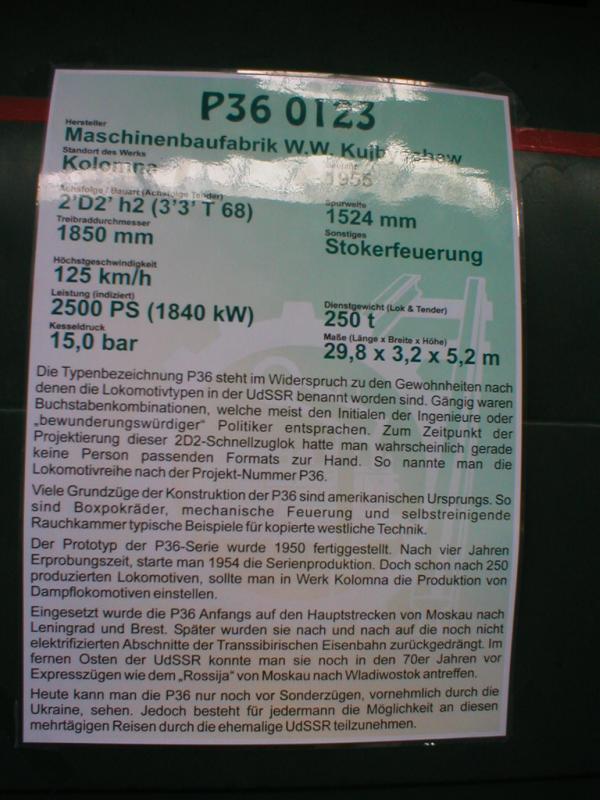 P36 0123
Hersteller
Maschinenbaufabrik W.W.
Standort des Werks
Kolomna
1955
Achsfolge / Bauart (Achsfolge Tender)
2'D2' h2 (3'3' T 68)
Spurweite
1524 mm
Treibraddurchmesser
1850 mm
Sonstiges
Stokerfeuerung
Höchstgeschwindigkeit
125 km/h
Leistung (indiziert)
2500 PS (1840 kW)
Dienstgewicht (Lok & Tender)
250 t
Kesseldruck
15,0 bar
Maße (Länge x Breite x Höhe)
29,8 x 3,2 x 5,2 m
Die Typenbezeichnung P36 steht im Widerspruch zu den Gewohnheiten nach
denen die Lokomotivtypen in der UdSSR benannt worden sind. Gängig waren
Buchstabenkombinationen, welche meist den Initialen der Ingenieure oder
„bewunderungswürdiger" Politiker entsprachen. Zum Zeitpunkt der
Projektierung dieser 2D2-Schnellzuglok hatte man wahrscheinlich gerade
keine Person passenden Formats zur Hand. So nannte man die
Lokomotivreihe nach der Projekt-Nummer P36.
Viele Grundzüge der Konstruktion der P36 sind amerikanischen Ursprungs. So
sind Boxpokräder, mechanische Feuerung und selbstreinigende
Rauchkammer typische Beispiele für kopierte westliche Technik.
Der Prototyp der P36-Serie wurde 1950 fertiggestellt. Nach vier Jahren
Erprobungszeit, starte man 1954 die Serienproduktion. Doch schon nach 250
produzierten Lokomotiven, sollte man in Werk Kolomna die Produktion von
Dampflokomotiven einstellen.
Eingesetzt wurde die P36 Anfangs auf den Hauptstrecken von Moskau nach
Leningrad und Brest. Später wurden sie nach und nach auf die noch nicht
elektrifizierten Abschnitte der Transsibirischen Eisenbahn zurückgedrängt. Im
fernen Osten der UdSSR konnte man sie noch in den 70er Jahren vor
Expresszügen wie dem „Rossija" von Moskau nach Wladiwostok antreffen.
Heute kann man die P36 nur noch vor Sonderzügen, vornehmlich durch die
Ukraine, sehen. Jedoch besteht für jedermann die Möglichkeit an diesen
mehrtägigen Reisen durch die ehemalige UdSSR teilzunehmen.